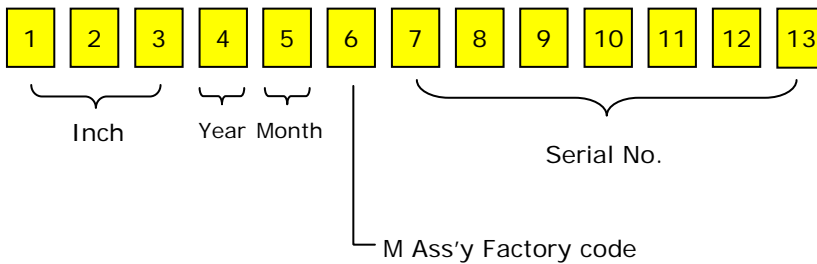 1 2 3 4 5 6 7 8 9 10 11 12 13
Inch Year Month
Serial No.
M Ass'y Factory code